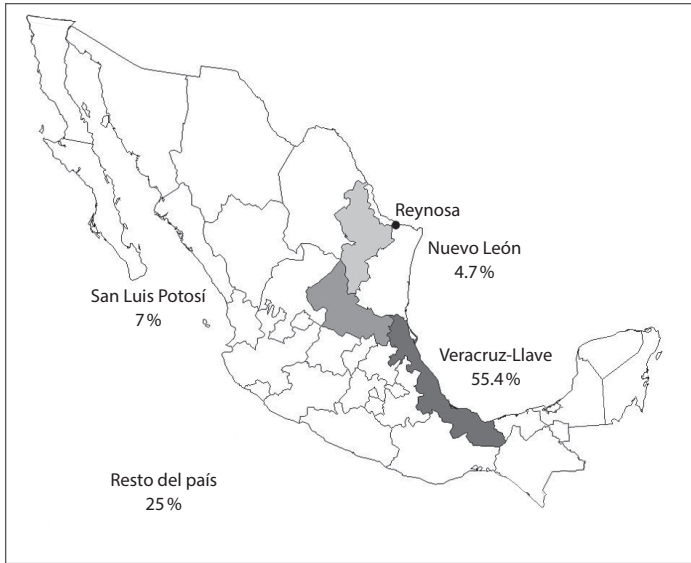 Reynosa
Nuevo León
4.7 %
San Luis Potosí
7 %
Veracruz-Llave
55.4 %
Resto del país
25 %